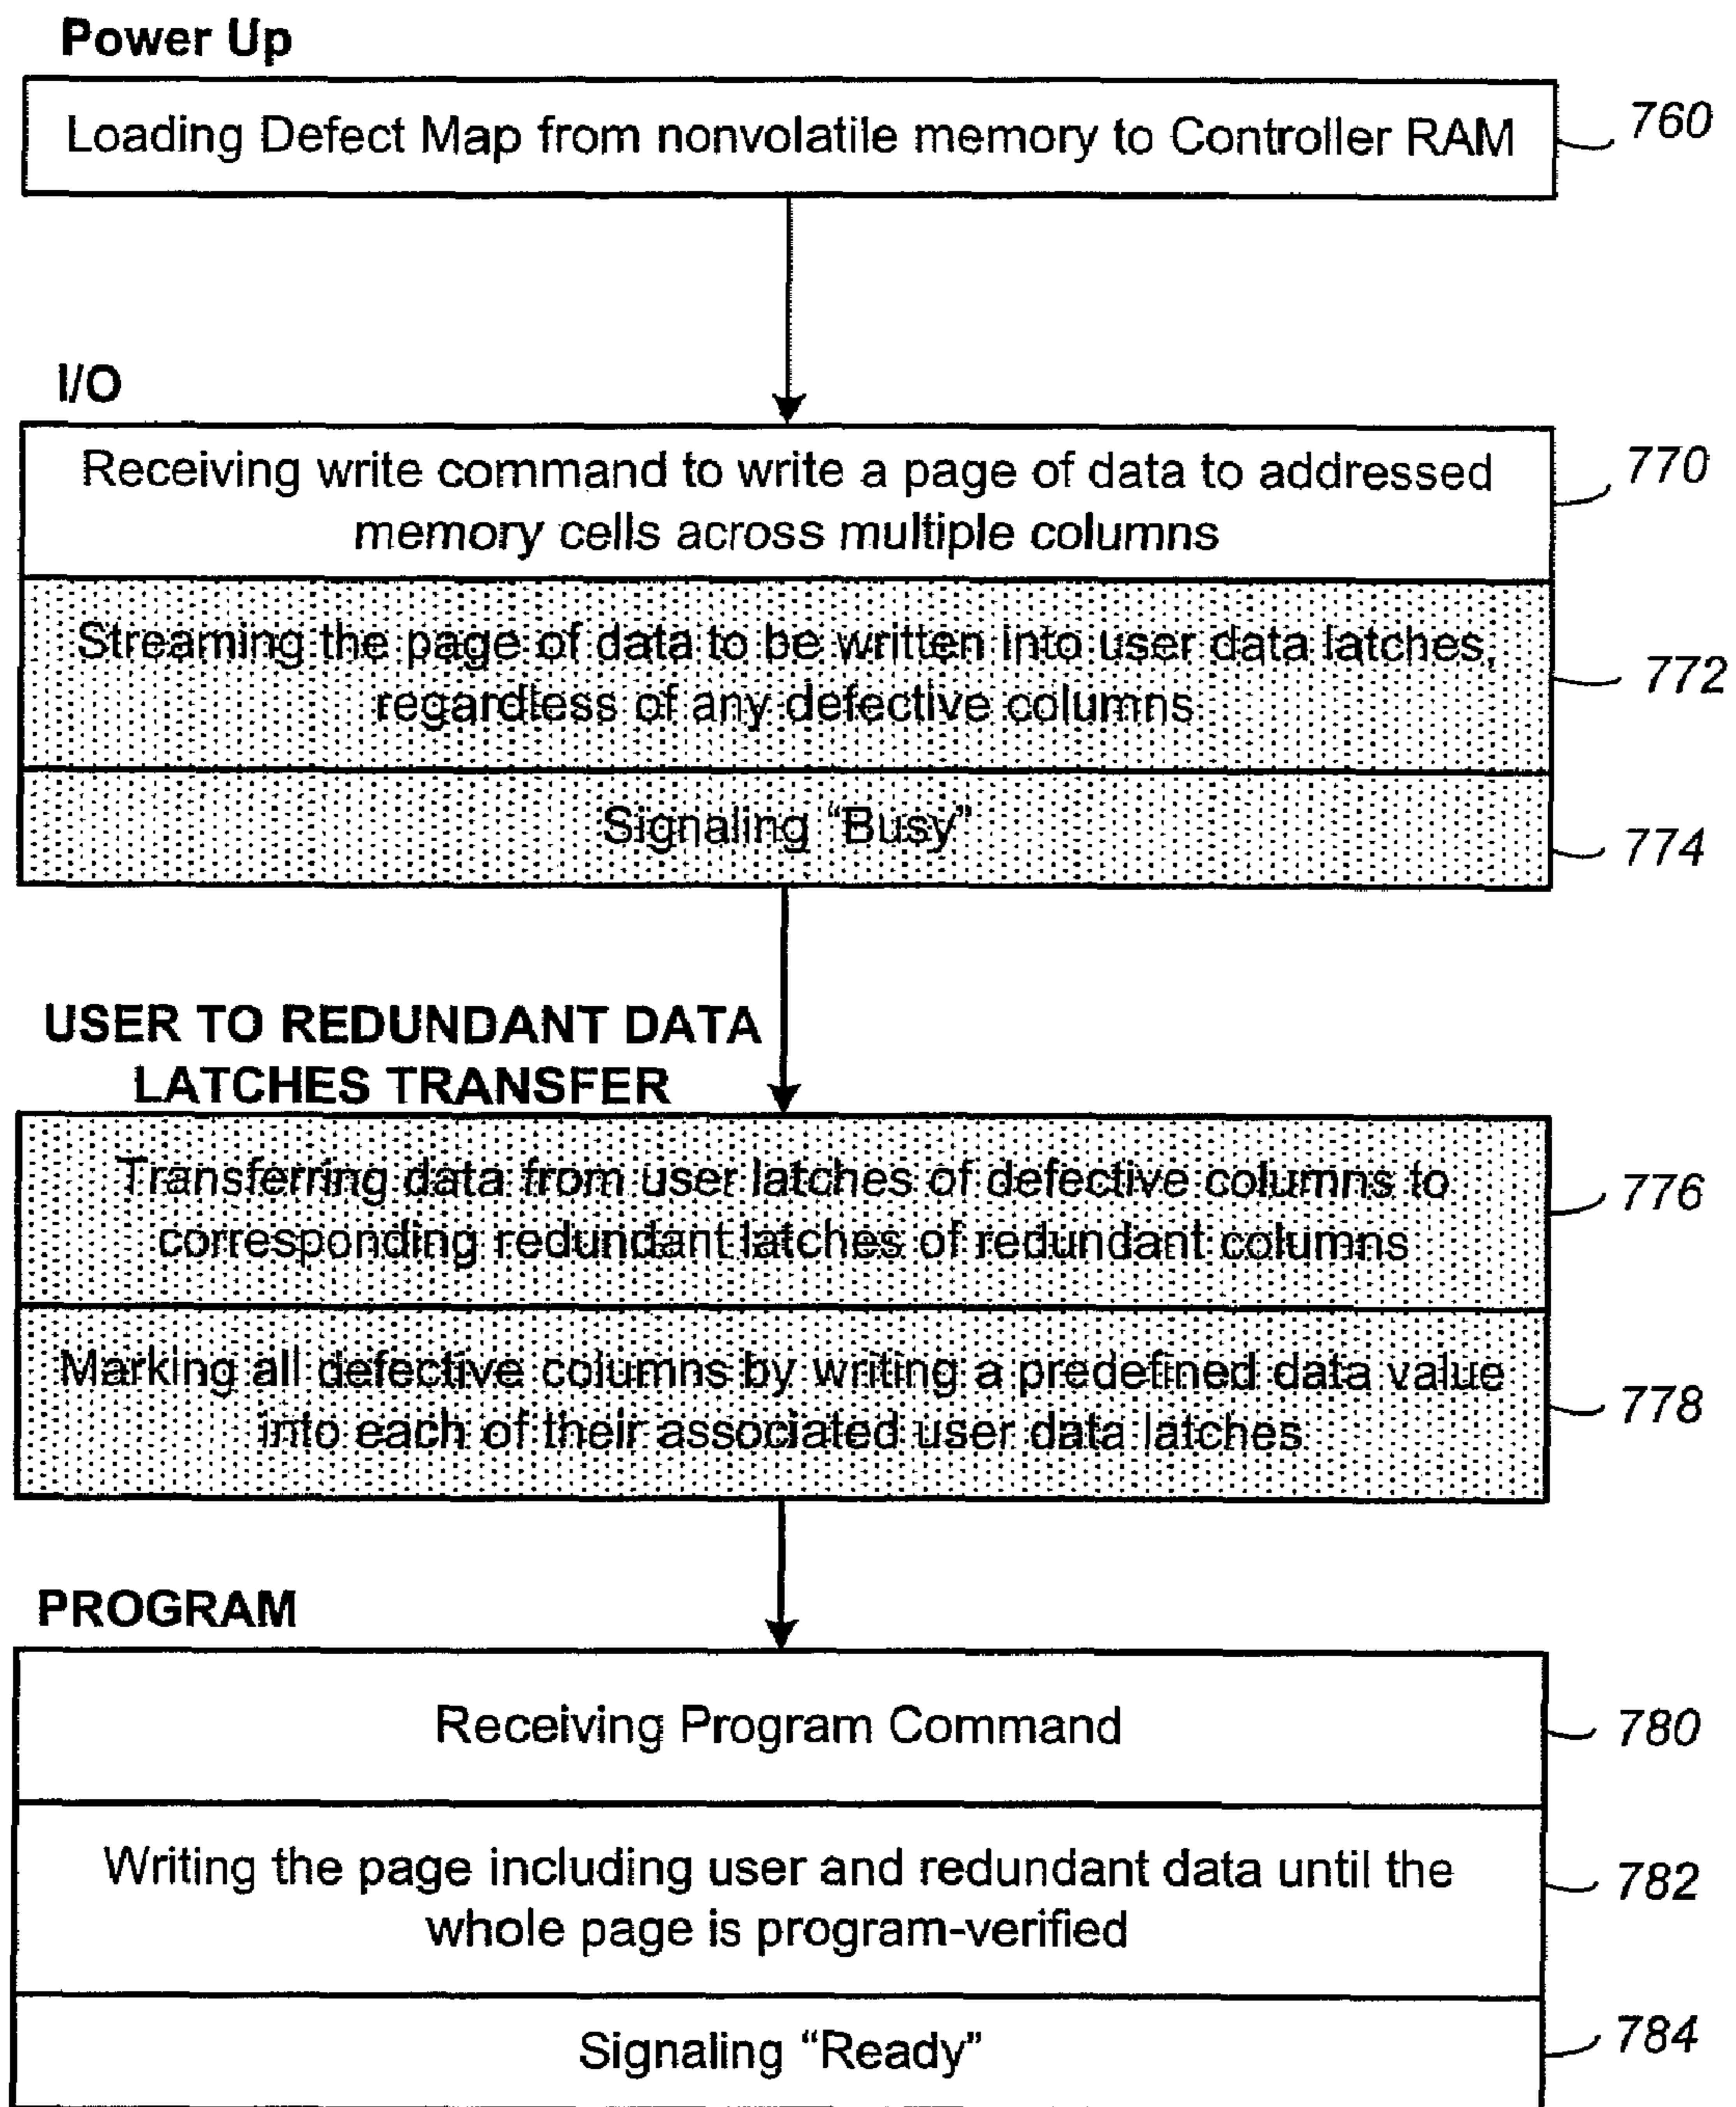 Power Up
Loading Defect Map from nonvolatile memory to Controller RAM
760
I/O
Receiving write command to write a page of data to addressed
memory cells across multiple columns
770
Streaming the page of data to be written into user data latches,
regardless of any defective columns
772
Signaling “Busy”
774
USER TO REDUNDANT DATA
LATCHES TRANSFER
Transferring data from user latches of defective columns to
corresponding redundant latches of redundant columns
776
Marking all defective columns by writing a predefined data value
into each of their associated user data latches
778
PROGRAM
Receiving Program Command
780
Writing the page including user and redundant data until the
whole page is program-verified
782
Signaling “Ready”
784